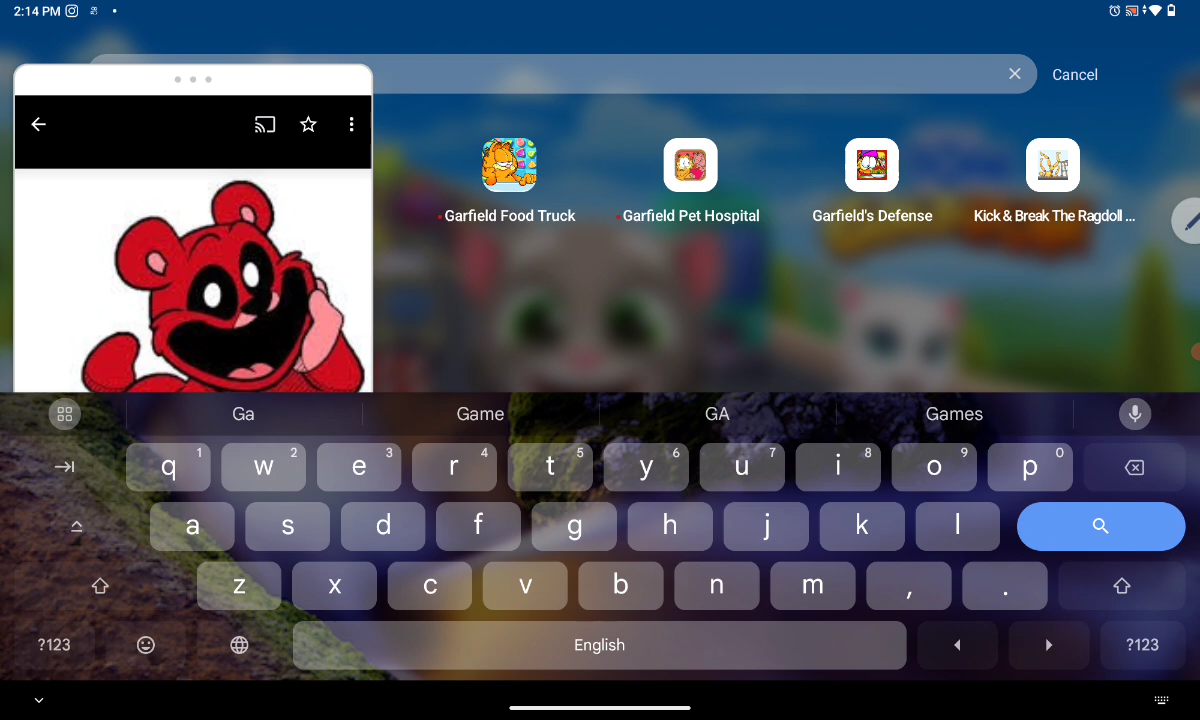 2:14 PM
Cancel
Garfield Food Truck
Garfield Pet Hospital
Garfield's Defense
Kick & Break The Ragdoll ...
Ga
Game
GA
Games
q 1 w 2 e 3 r 4 t 5 y 6 u 7 i 8 o 9 p 0
a s d f g h j k l
z x c v b n m , .
?123
English
?123